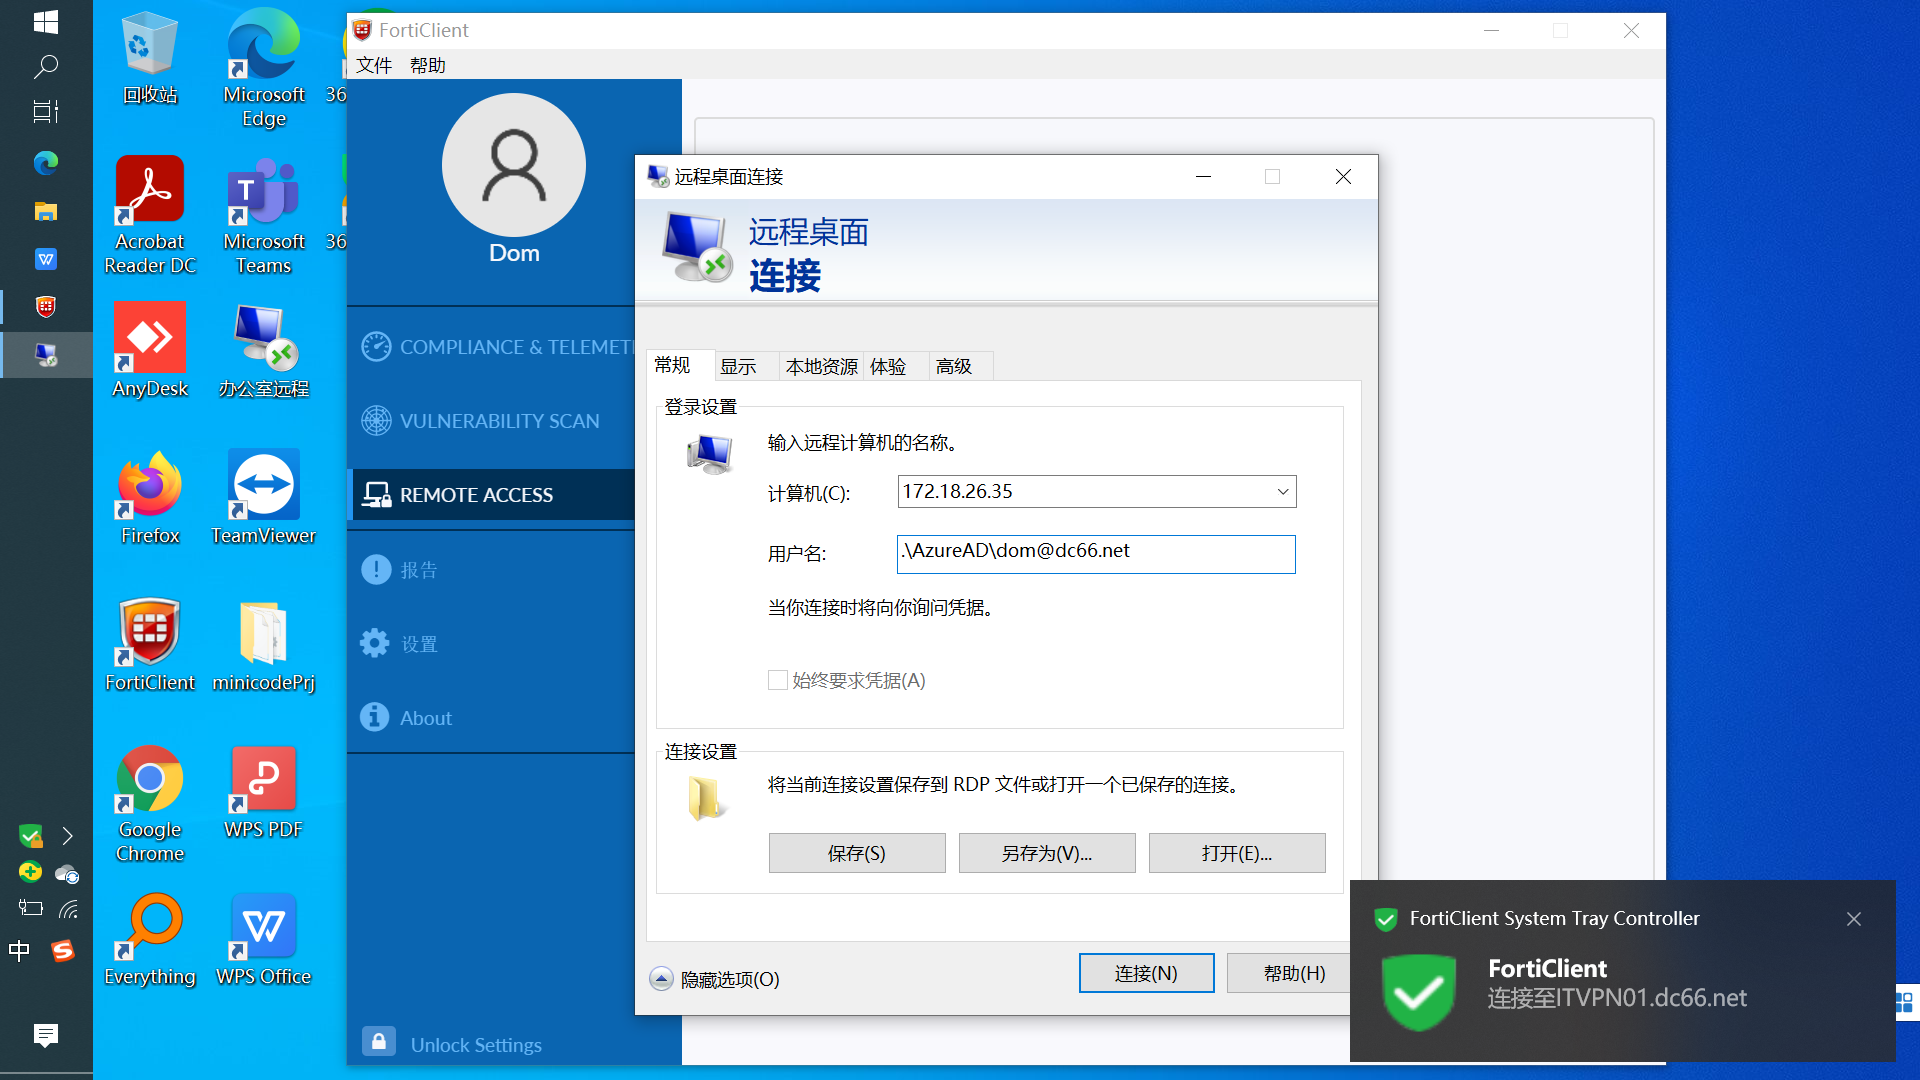 回收站
Microsoft
Edge
36
Acrobat
Reader DC
Microsoft
Teams
36
AnyDesk
办公室远程
Firefox
TeamViewer
FortiClient
minicodePrj
Google
Chrome
WPS PDF
Everything
WPS Office
中
FortiClient
文件 帮助
Dom
COMPLIANCE & TELEMET
VULNERABILITY SCAN
REMOTE ACCESS
报告
设置
About
Unlock Settings
远程桌面连接
远程桌面
连接
常规 显示 本地资源 体验 高级
登录设置
输入远程计算机的名称。
计算机(C): 172.18.26.35
用户名: .\AzureAD\dom@dc66.net
当你连接时将向你询问凭据。
始终要求凭据(A)
连接设置
将当前连接设置保存到 RDP 文件或打开一个已保存的连接。
保存(S) 另存为(V)... 打开(E)...
隐藏选项(O) 连接(N) 帮助(H)
FortiClient System Tray Controller
FortiClient
连接至ITVPN01.dc66.net